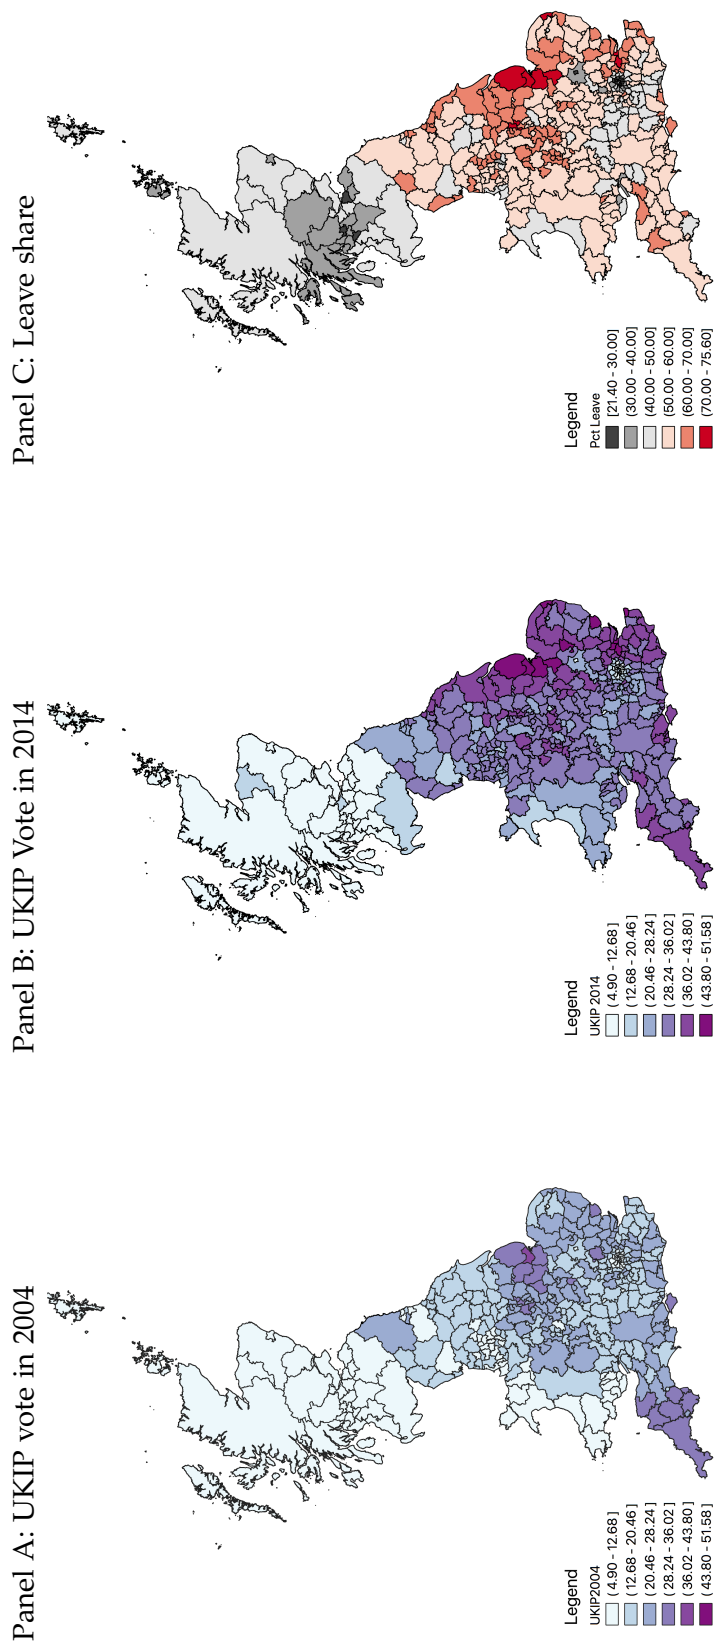 Panel A: UKIP vote in 2004
Legend
UKIP2004
( 4.90 - 12.68 ]
( 12.68 - 20.46 ]
( 20.46 - 28.24 ]
( 28.24 - 36.02 ]
( 36.02 - 43.80 ]
( 43.80 - 51.58 ]
Panel B: UKIP Vote in 2014
Legend
UKIP 2014
( 4.90 - 12.68 ]
( 12.68 - 20.46 ]
( 20.46 - 28.24 ]
( 28.24 - 36.02 ]
( 36.02 - 43.80 ]
( 43.80 - 51.58 ]
Panel C: Leave share
Legend
Pct Leave
[21.40 - 30.00]
(30.00 - 40.00]
(40.00 - 50.00]
(50.00 - 60.00]
(60.00 - 70.00]
(70.00 - 75.60]